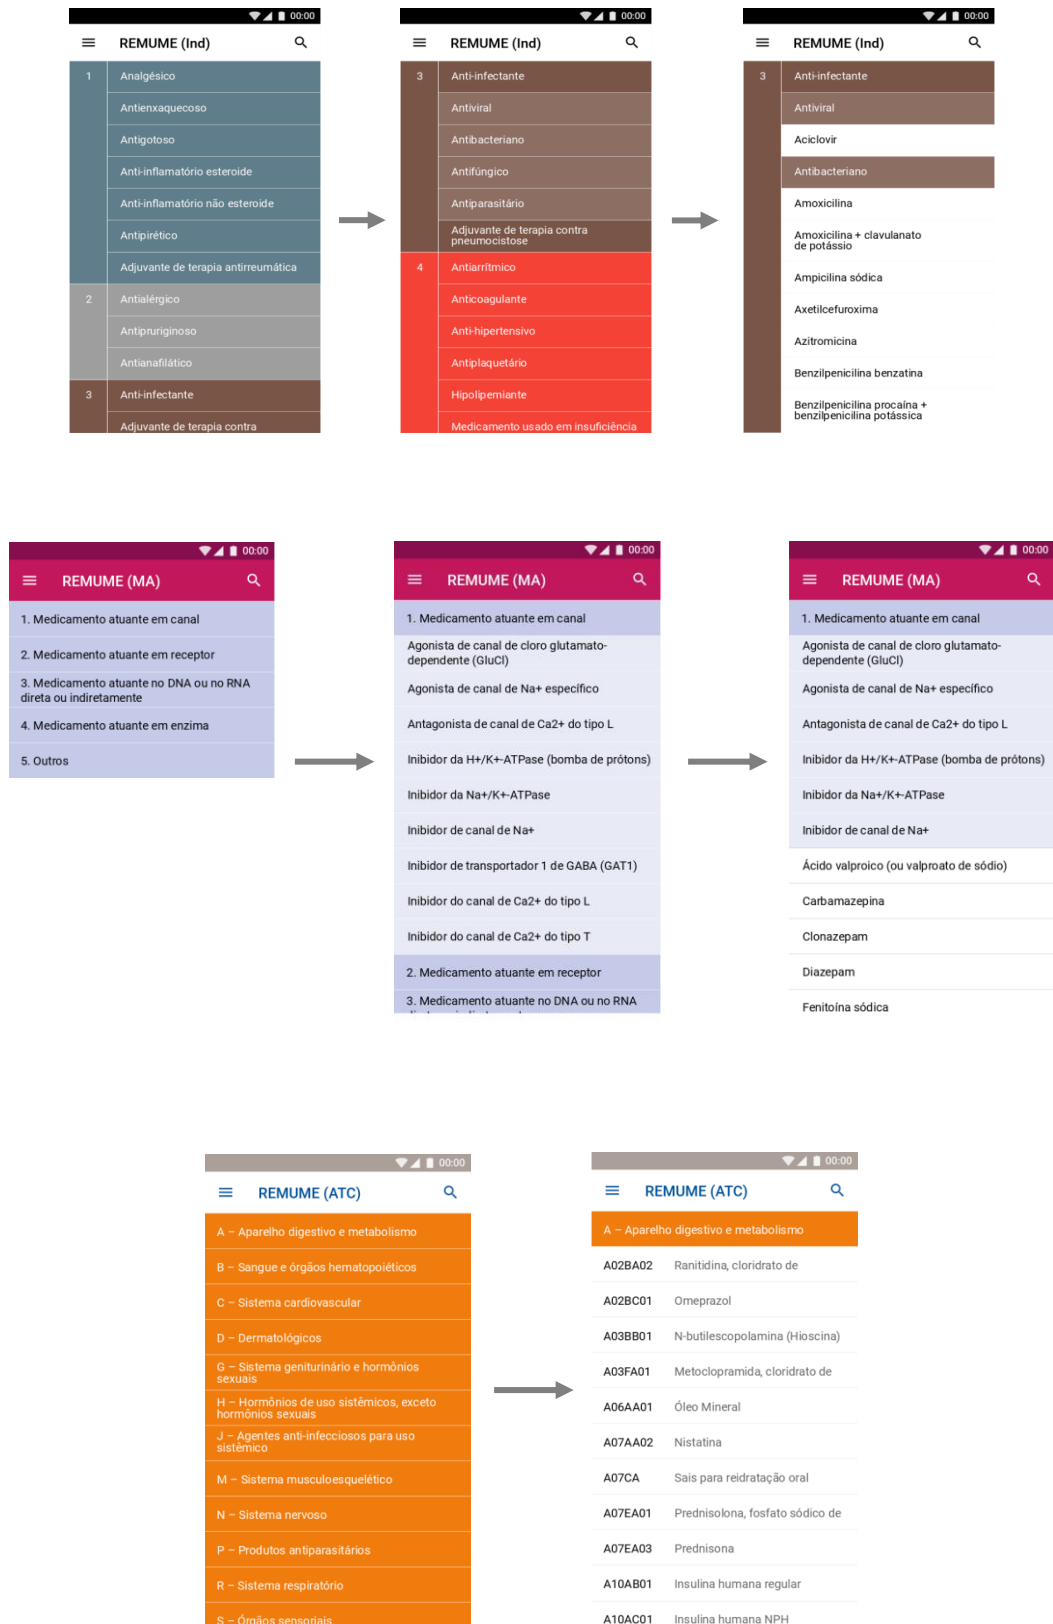 00:00
REMUME (Ind)
1 Analgésico
Antienxaquecoso
Antigotoso
Anti-inflamatório esteroide
Anti-inflamatório não esteroide
Antipirético
Adjuvante de terapia antirreumática
2 Antialérgico
Antipruriginoso
Antianafilático
3 Anti-infectante
Adjuvante de terapia contra
00:00
REMUME (Ind)
3 Anti-infectante
Antiviral
Antibacteriano
Antifúngico
Antiparasitário
Adjuvante de terapia contra
pneumocistose
4 Antiarrítmico
Anticoagulante
Anti-hipertensivo
Antiplaquetário
Hipolipemiante
Medicamento usado em insuficiência
00:00
REMUME (Ind)
3 Anti-infectante
Antiviral
Aciclovir
Antibacteriano
Amoxicilina
Amoxicilina + clavulanato
de potássio
Ampicilina sódica
Axetilcefuroxima
Azitromicina
Benzilpenicilina benzatina
Benzilpenicilina procaína +
benzilpenicilina potássica
00:00
REMUME (MA)
1. Medicamento atuante em canal
2. Medicamento atuante em receptor
3. Medicamento atuante no DNA ou no RNA
direta ou indiretamente
4. Medicamento atuante em enzima
5. Outros
00:00
REMUME (MA)
1. Medicamento atuante em canal
Agonista de canal de cloro glutamato-
dependente (GluCl)
Agonista de canal de Na+ específico
Antagonista de canal de Ca2+ do tipo L
Inibidor da H+/K+-ATPase (bomba de prótons)
Inibidor da Na+/K+-ATPase
Inibidor de canal de Na+
Inibidor de transportador 1 de GABA (GAT1)
Inibidor do canal de Ca2+ do tipo L
Inibidor do canal de Ca2+ do tipo T
2. Medicamento atuante em receptor
3. Medicamento atuante no DNA ou no RNA
00:00
REMUME (MA)
1. Medicamento atuante em canal
Agonista de canal de cloro glutamato-
dependente (GluCl)
Agonista de canal de Na+ específico
Antagonista de canal de Ca2+ do tipo L
Inibidor da H+/K+-ATPase (bomba de prótons)
Inibidor da Na+/K+-ATPase
Inibidor de canal de Na+
Ácido valproico (ou valproato de sódio)
Carbamazepina
Clonazepam
Diazepam
Fenitoína sódica
00:00
REMUME (ATC)
A – Aparelho digestivo e metabolismo
B – Sangue e órgãos hematopoiéticos
C – Sistema cardiovascular
D – Dermatológicos
G – Sistema geniturinário e hormônios
sexuais
H – Hormônios de uso sistêmicos, exceto
hormônios sexuais
J – Agentes anti-infecciosos para uso
sistêmico
M – Sistema musculoesquelético
N – Sistema nervoso
P – Produtos antiparasitários
R – Sistema respiratório
S – Órgãos sensoriais
00:00
REMUME (ATC)
A – Aparelho digestivo e metabolismo
A02BA02 Ranitidina, cloridrato de
A02BC01 Omeprazol
A03BB01 N-butilescopolamina (Hioscina)
A03FA01 Metoclopramida, cloridrato de
A06AA01 Óleo Mineral
A07AA02 Nistatina
A07CA Sais para reidratação oral
A07EA01 Prednisolona, fosfato sódico de
A07EA03 Prednisona
A10AB01 Insulina humana regular
A10AC01 Insulina humana NPH